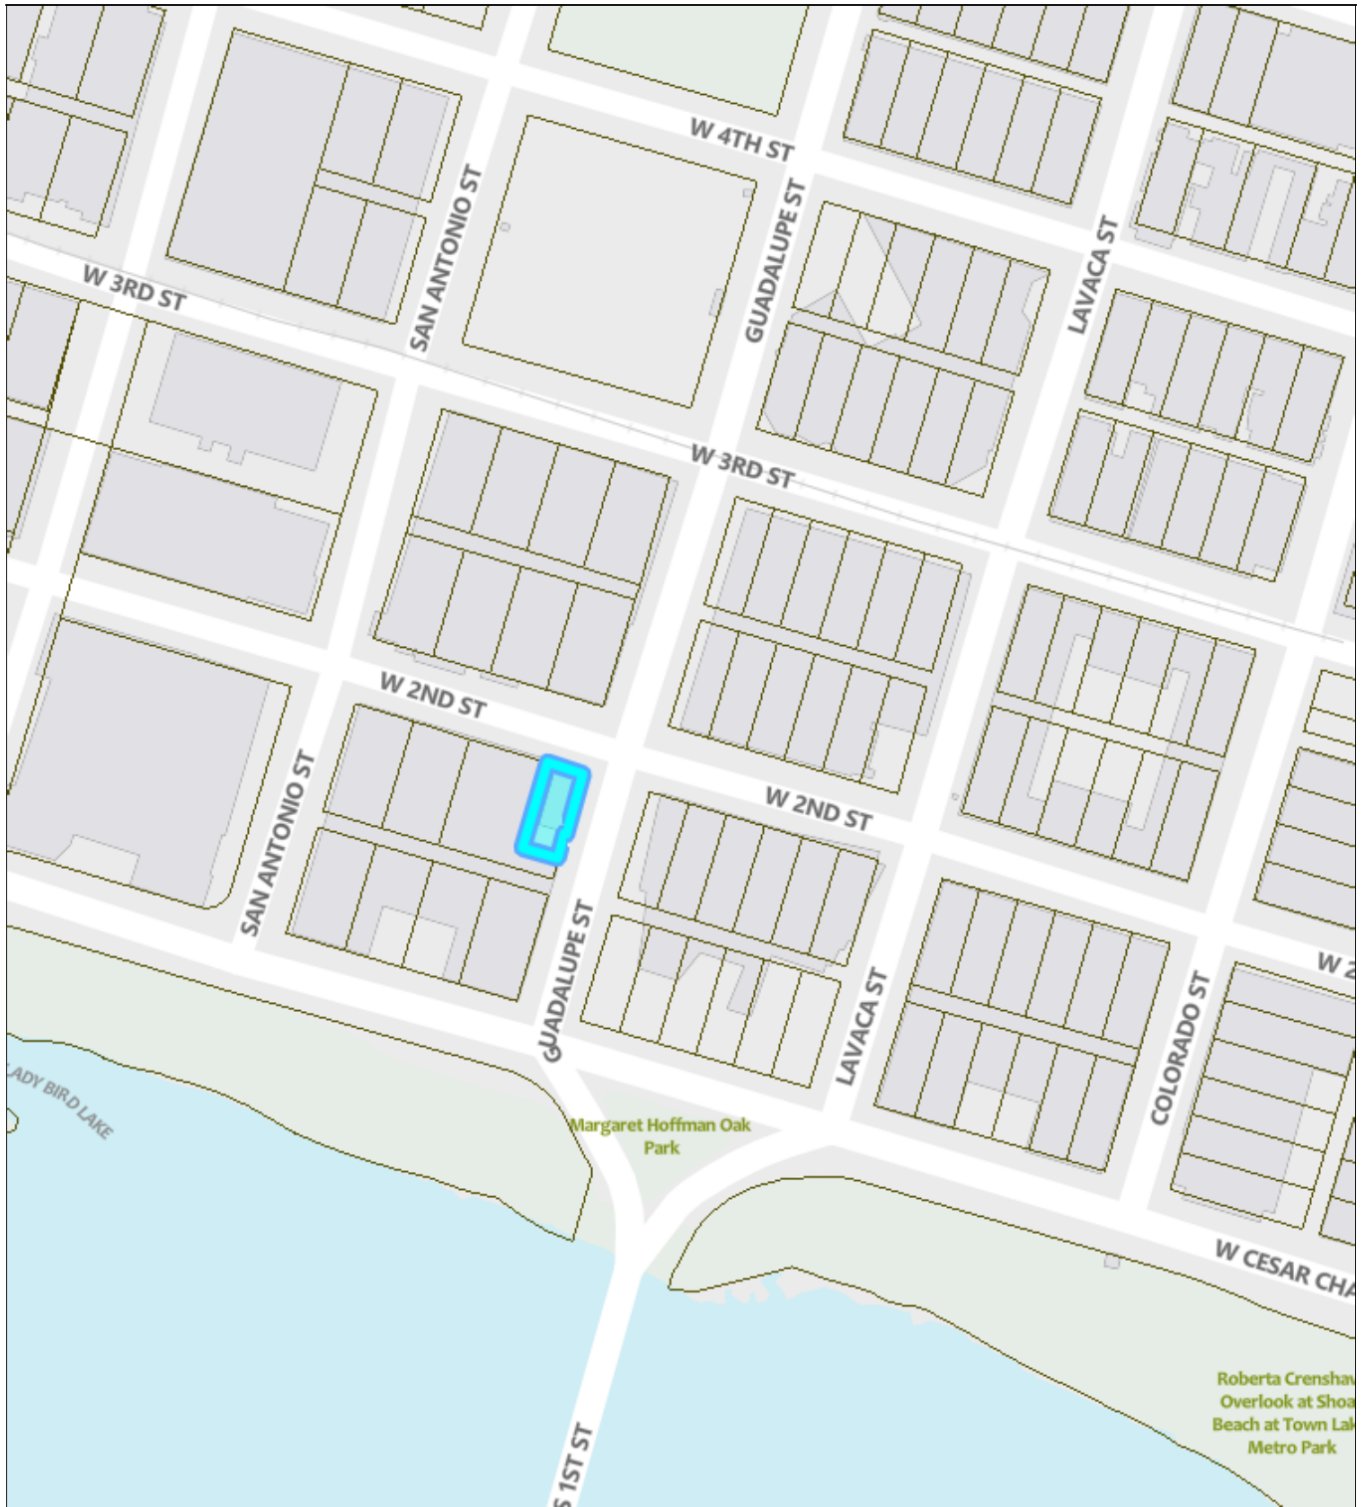 W 4TH ST
SAN ANTONIO ST
GUADALUPE ST
LAVACA ST
W 3RD ST
W 3RD ST
W 2ND ST
SAN ANTONIO ST
W 2ND ST
GUADALUPE ST
LAVACA ST
COLORADO ST
W 2
LADY BIRD LAKE
Margaret Hoffman Oak
Park
W CESAR CHA
Roberta Crenshaw
Overlook at Shoa
Beach at Town Lak
Metro Park
S 1ST ST